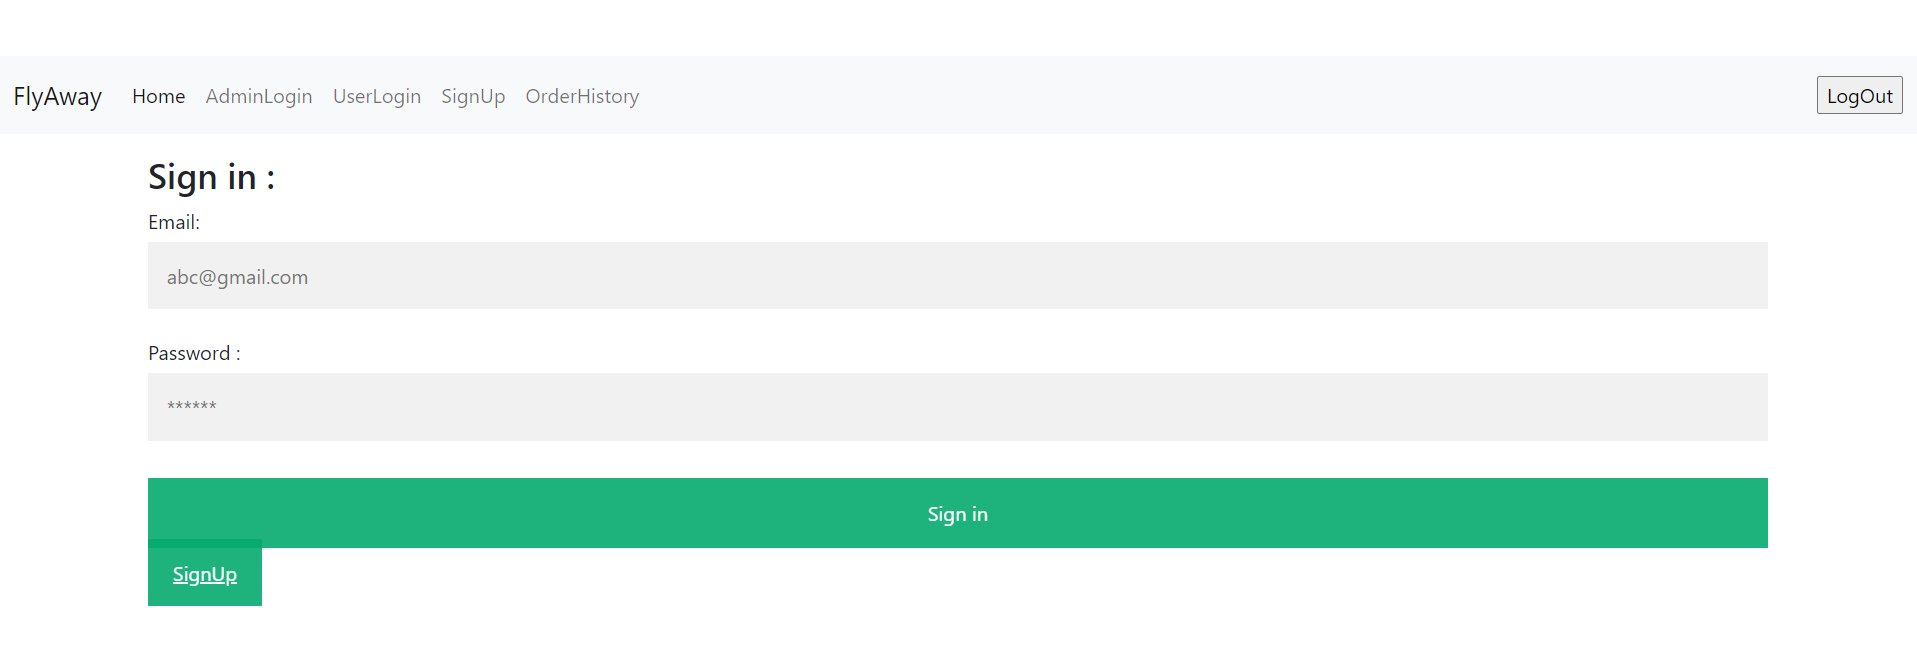 FlyAway Home AdminLogin UserLogin SignUp OrderHistory LogOut
Sign in :
Email:
abc@gmail.com
Password :
******
Sign in
SignUp